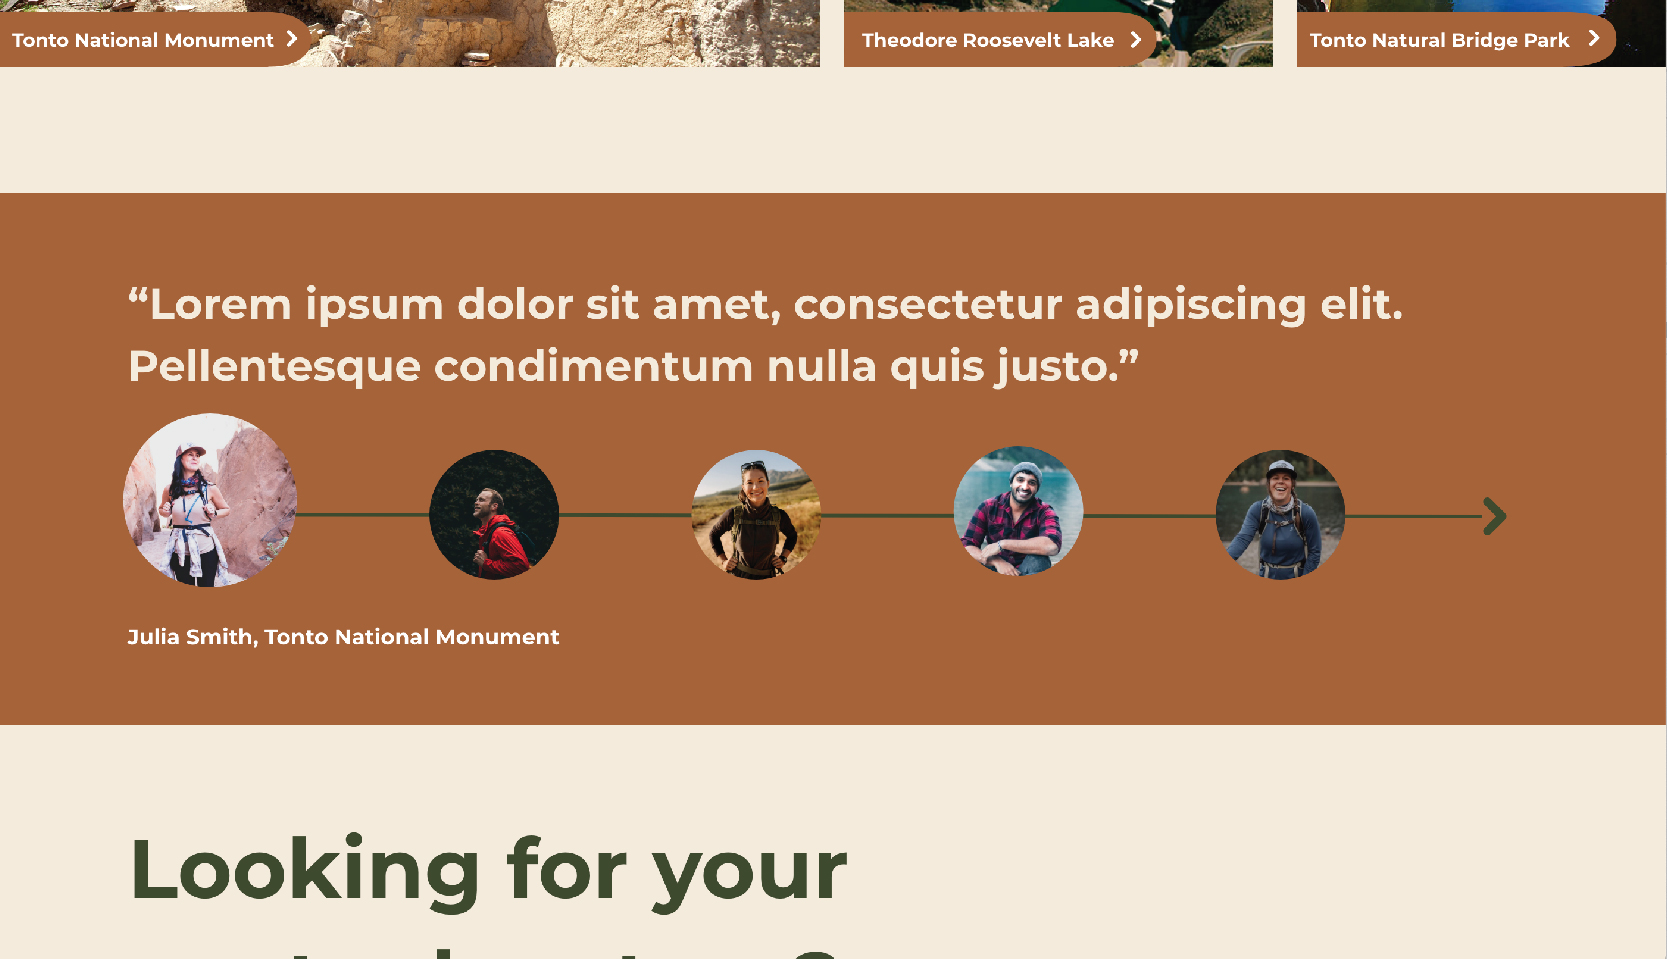 Tonto National Monument
Theodore Roosevelt Lake
Tonto Natural Bridge Park
“Lorem ipsum dolor sit amet, consectetur adipiscing elit.
Pellentesque condimentum nulla quis justo.”
Julia Smith, Tonto National Monument
Looking for your